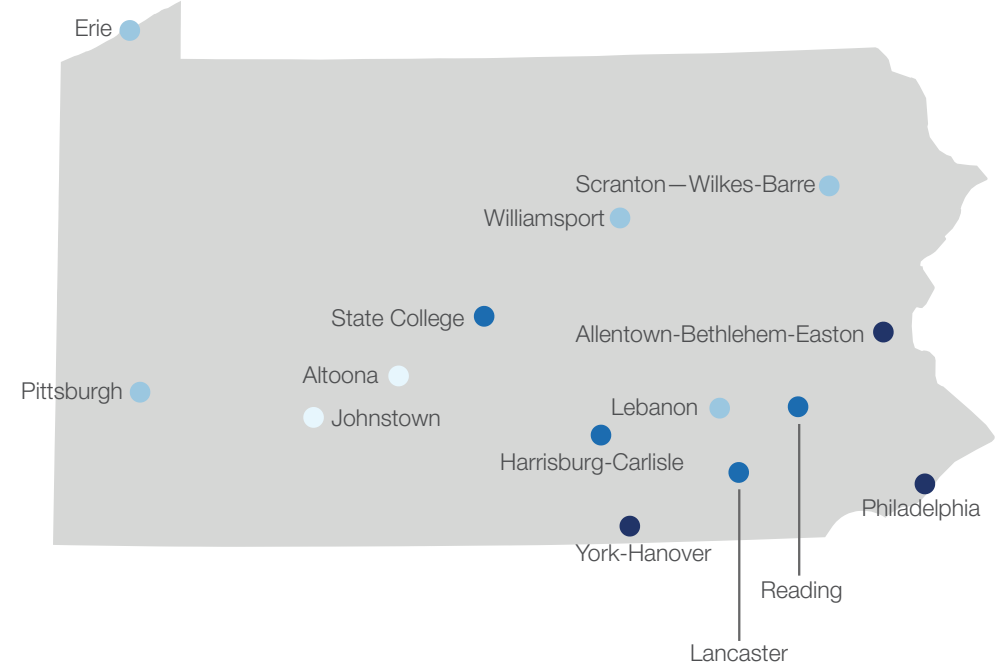 Erie
Scranton—Wilkes-Barre
Williamsport
State College
Allentown-Bethlehem-Easton
Altoona
Pittsburgh
Johnstown
Lebanon
Harrisburg-Carlisle
Philadelphia
York-Hanover
Reading
Lancaster